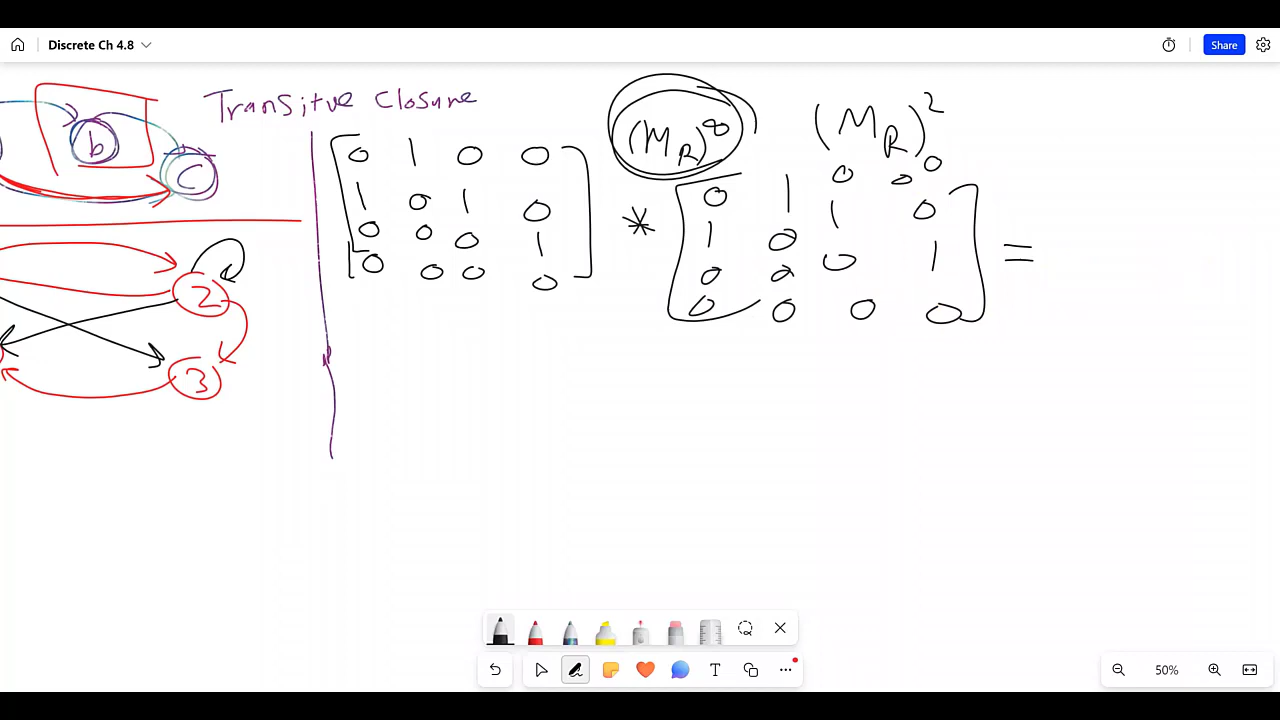 Discrete Ch 4.8
Share
Transitve Closure
(M_R)^∞
(M_R)^2
b
c
0 1 0 0
1 0 1 0
0 0 0 1
0 0 0 0
*
0 1 0 0 0
1 0 1 0
0 0 0 1
0 0 0 0
=
2
3
T
50%